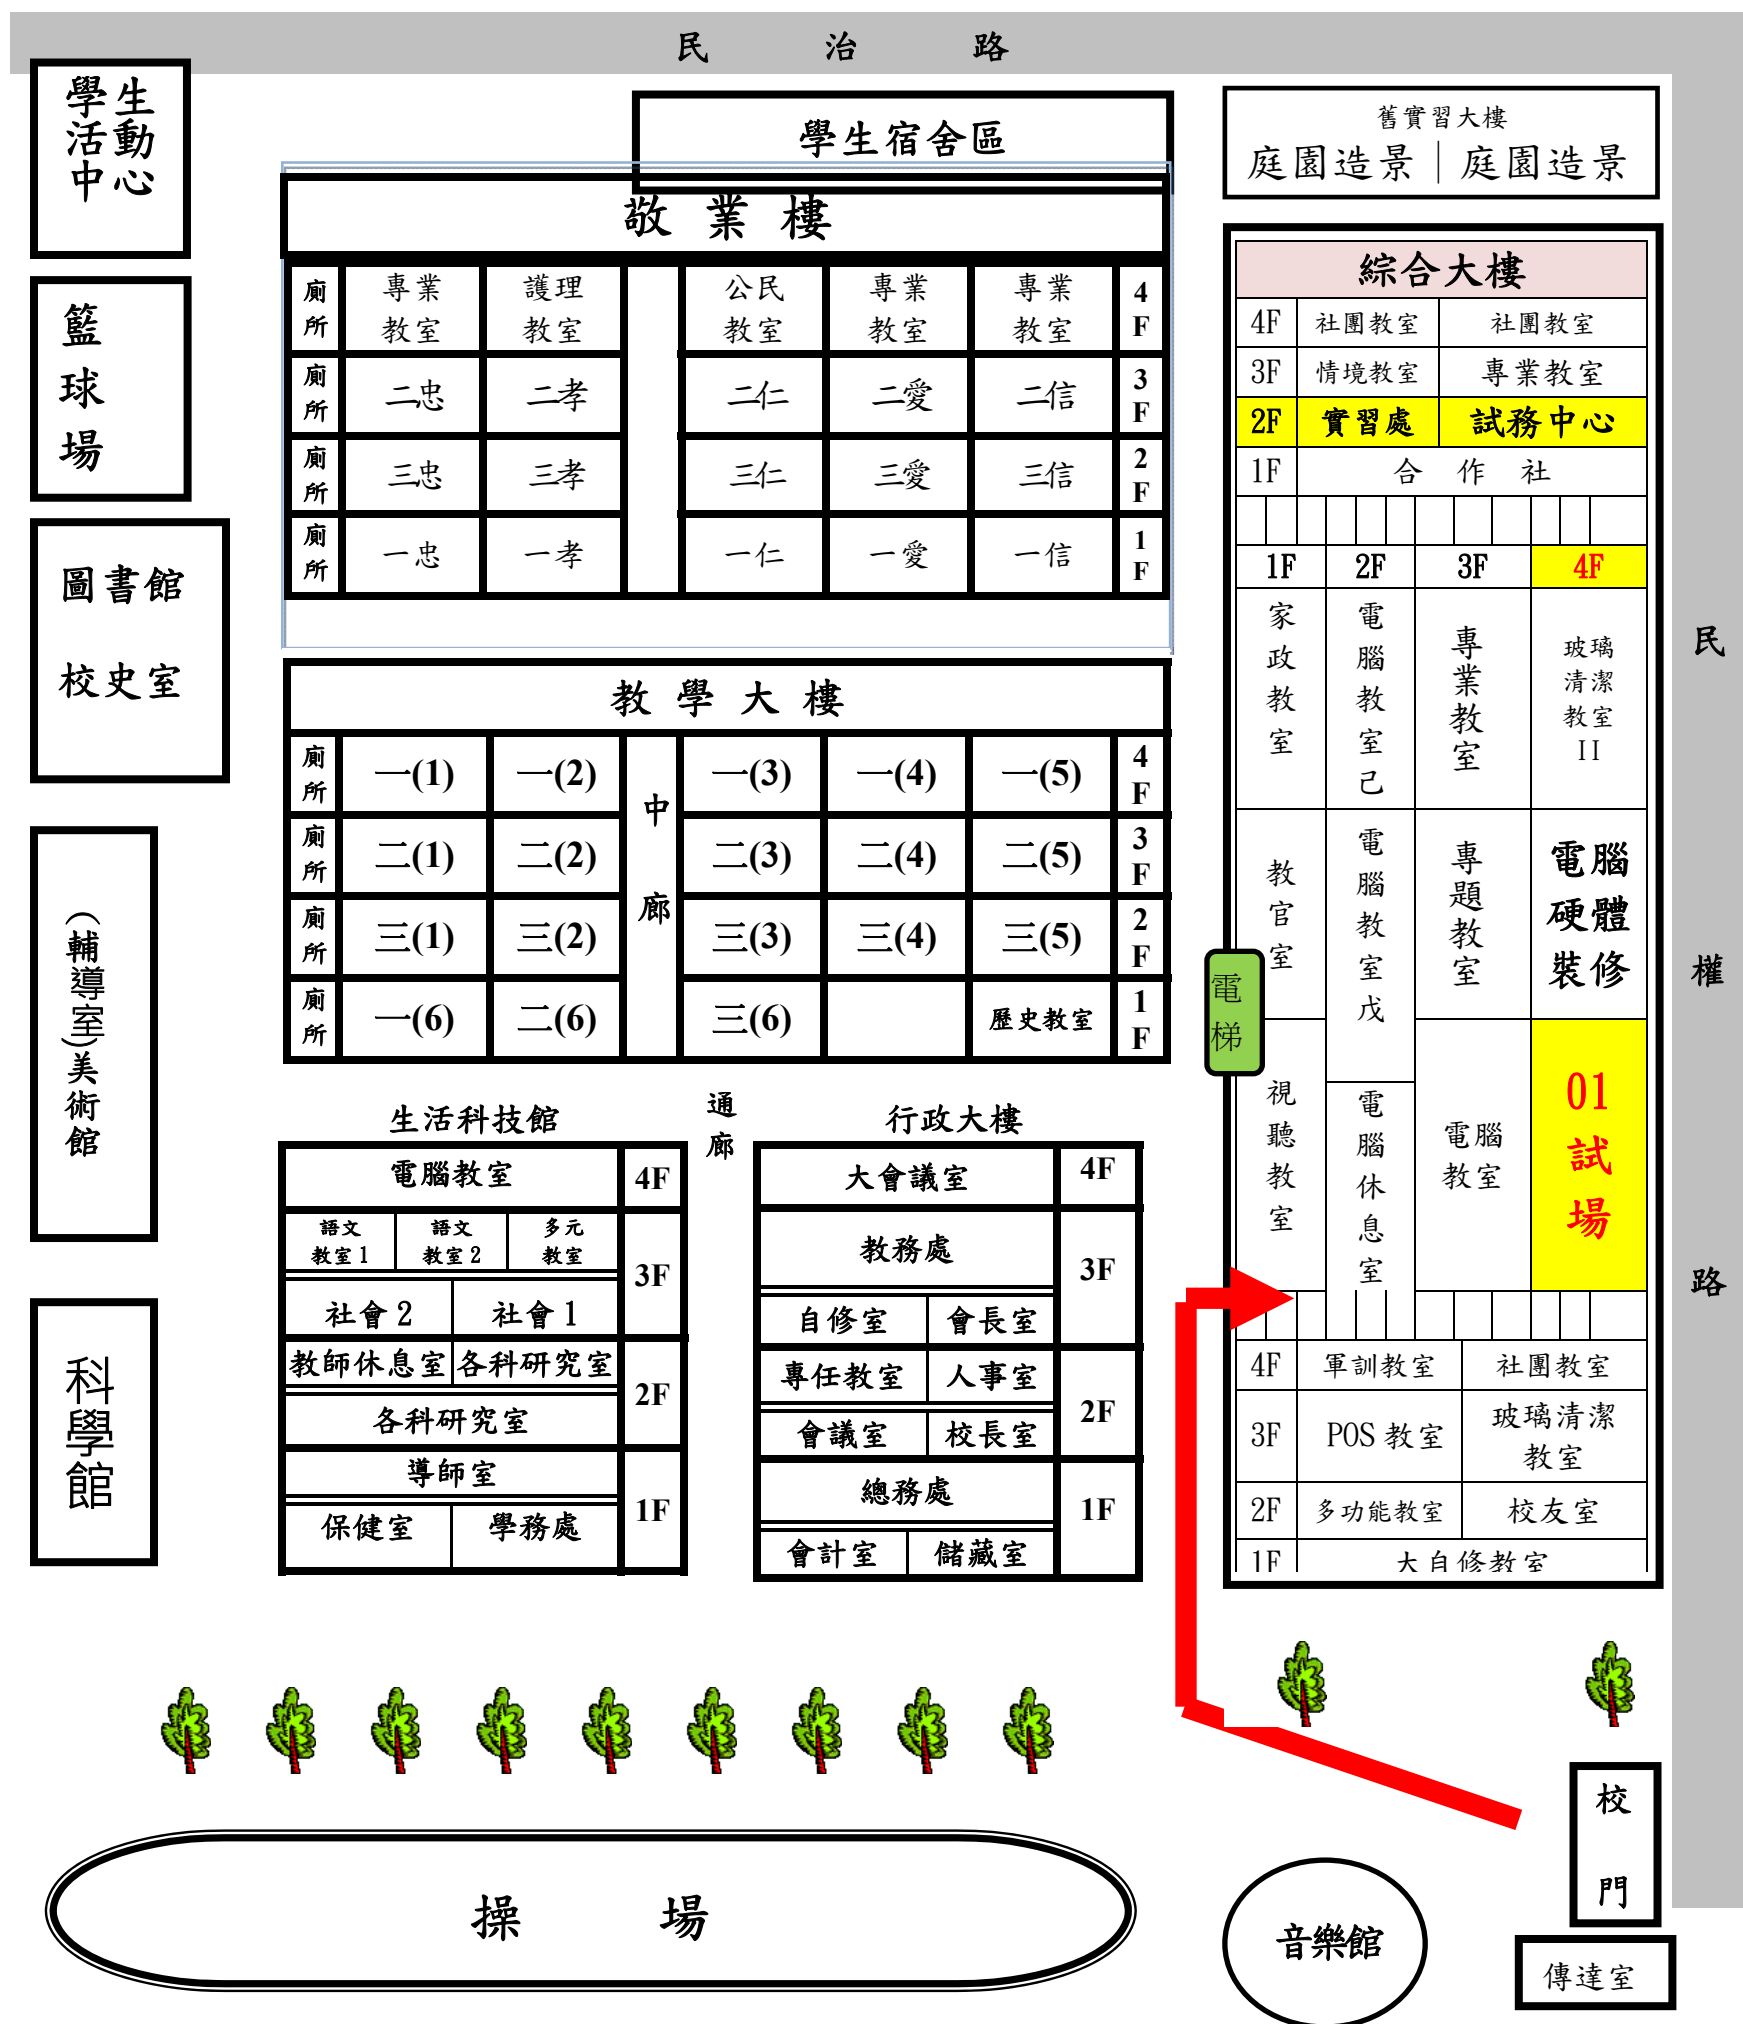 民 治 路
學生
活動
中心
籃
球
場
圖書館
校史室
(輔導室)美術館
科學館
學生宿舍區
舊實習大樓
庭園造景｜庭園造景
敬 業 樓
廁所 專業教室 護理教室 公民教室 專業教室 專業教室 4F
廁所 二忠 二孝 二仁 二愛 二信 3F
廁所 三忠 三孝 三仁 三愛 三信 2F
廁所 一忠 一孝 一仁 一愛 一信 1F
教 學 大 樓
廁所 一(1) 一(2) 一(3) 一(4) 一(5) 4F
中廊
廁所 二(1) 二(2) 二(3) 二(4) 二(5) 3F
廁所 三(1) 三(2) 三(3) 三(4) 三(5) 2F
廁所 一(6) 二(6) 三(6) 歷史教室 1F
通廊
生活科技館
電腦教室 4F
語文教室1 語文教室2 多元教室 3F
社會2 社會1
教師休息室 各科研究室 2F
各科研究室
導師室 1F
保健室 學務處
行政大樓
大會議室 4F
教務處 3F
自修室 會長室
專任教室 人事室 2F
會議室 校長室
總務處 1F
會計室 儲藏室
綜合大樓
4F 社團教室 社團教室
3F 情境教室 專業教室
2F 實習處 試務中心
1F 合 作 社
1F 2F 3F 4F
家政教室 電腦教室己 專業教室 玻璃清潔教室II
教官室 電腦教室戊 專題教室 電腦硬體裝修
電梯
視聽教室 電腦休息室 電腦教室 01試場
4F 軍訓教室 社團教室
3F POS教室 玻璃清潔教室
2F 多功能教室 校友室
1F 大自修教室
民 權 路
操 場
音樂館
校門
傳達室